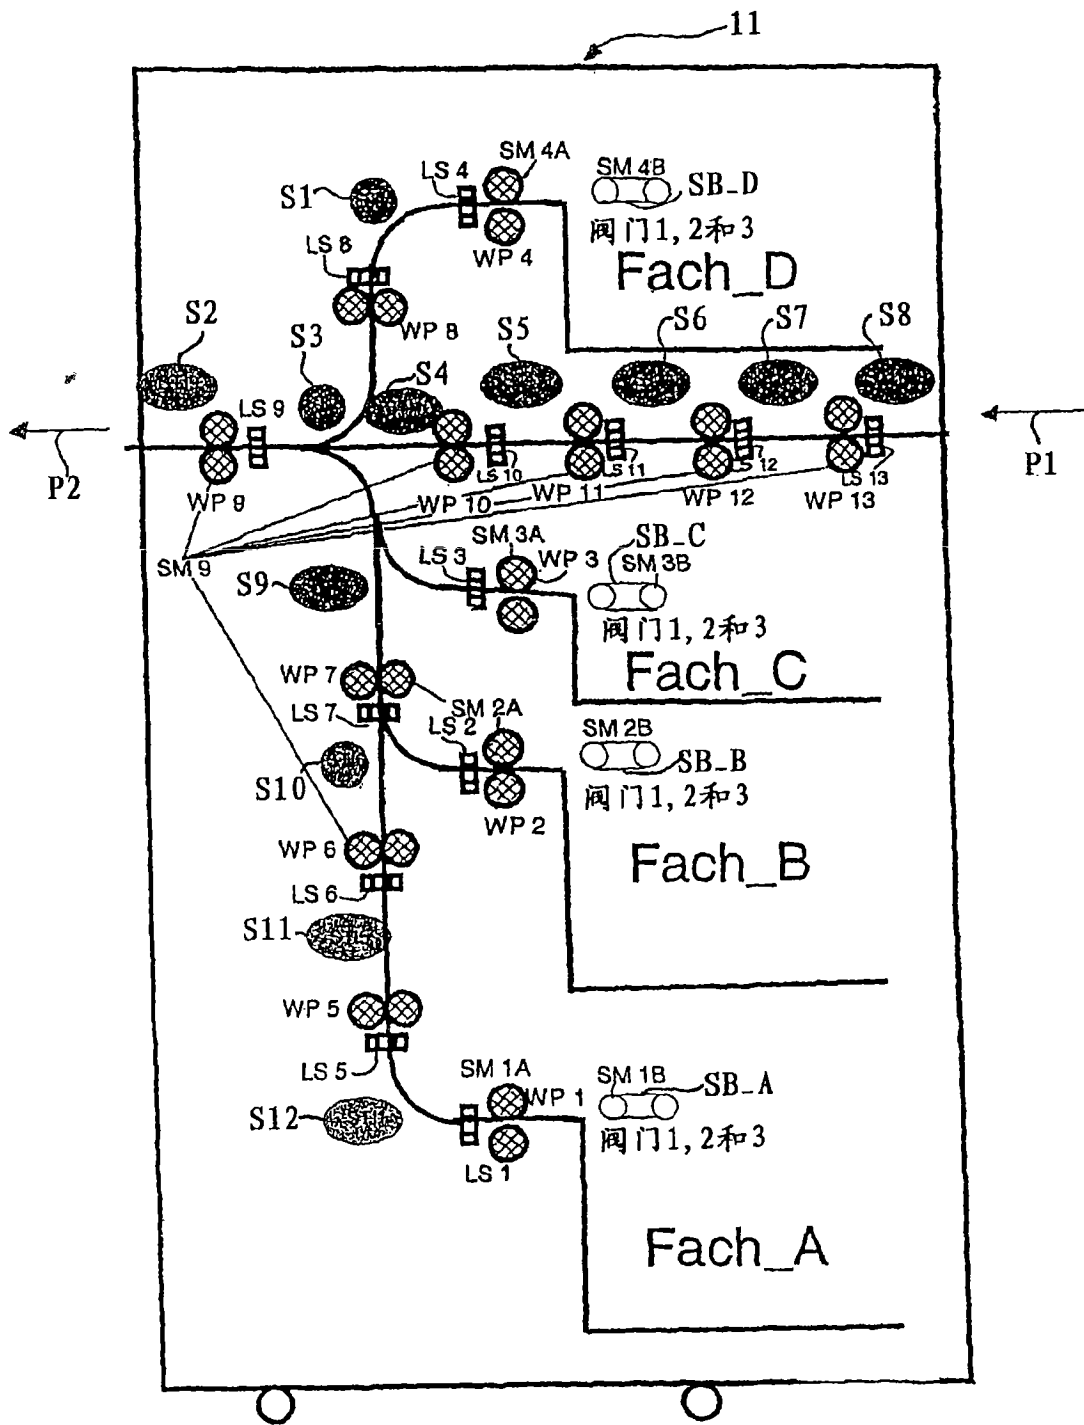 11
SM 4A
LS 4
SM 4B
S1
SB_D
阀门1,2和3
LS 8
WP 4
Fach_D
S2
S3
WP 8
S4
S5
S6
S7
S8
LS 9
P2
WP 9
LS 10
WP 10
LS 11
WP 11
LS 12
WP 12
LS 13
WP 13
P1
SM 9
SM 3A
LS 3
WP 3
SB_C
SM 3B
S9
阀门1,2和3
Fach_C
WP 7
LS 7
SM 2A
LS 2
SM 2B
SB_B
S10
阀门1,2和3
WP 2
WP 6
Fach_B
LS 6
S11
WP 5
LS 5
SM 1A
WP 1
SM 1B
SB_A
S12
阀门1,2和3
LS 1
Fach_A